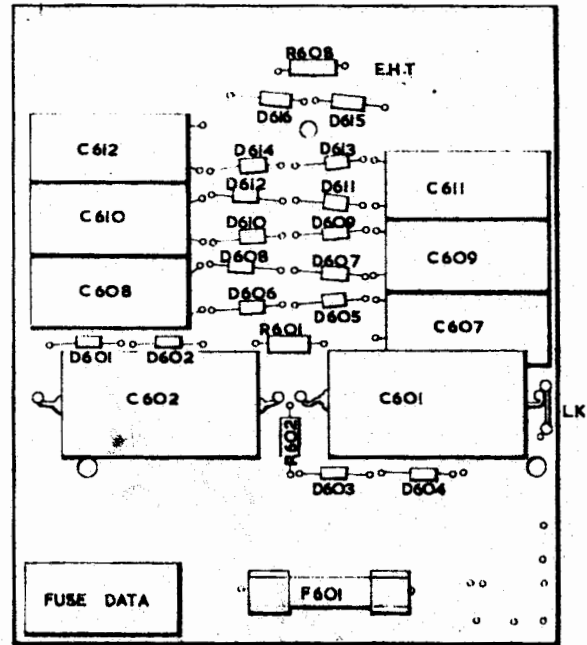 R608
E.H.T
D616
D615
C612
D614
D613
D612
D611
C611
C610
D610
D609
D608
D607
C609
C608
D606
D605
C607
D601
D602
R601
C602
C601
LK
R602
D603
D604
FUSE DATA
F601